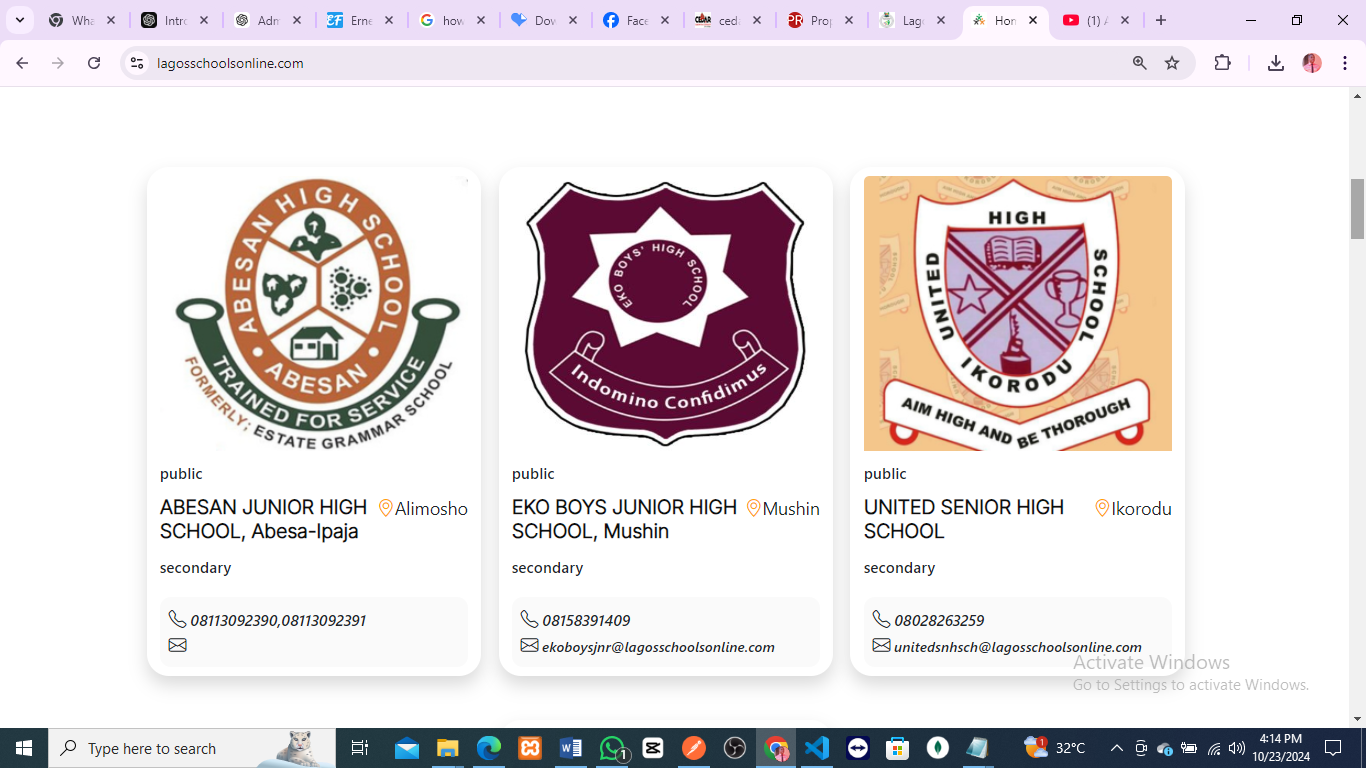 Wha
Intro
Adm
Erne
how
Dov
Face
ceda
Prop
Lago
Hon
(1) A
lagosschoolsonline.com
ABESAN HIGH SCHOOL
ABESAN
TRAINED FOR SERVICE
FORMERLY; ESTATE GRAMMAR SCHOOL
EKO BOYS' HIGH SCHOOL
Indomino Confidimus
HIGH
UNITED
SCHOOL
IKORODU
AIM HIGH AND BE THOROUGH
public
public
public
ABESAN JUNIOR HIGH SCHOOL, Abesa-Ipaja
Alimosho
EKO BOYS JUNIOR HIGH SCHOOL, Mushin
Mushin
UNITED SENIOR HIGH SCHOOL
Ikorodu
secondary
secondary
secondary
08113092390,08113092391
08158391409
ekoboysjnr@lagosschoolsonline.com
08028263259
unitedsnhsch@lagosschoolsonline.com
Activate Windows
Go to Settings to activate Windows.
Type here to search
1
1
32°C
4:14 PM
10/23/2024